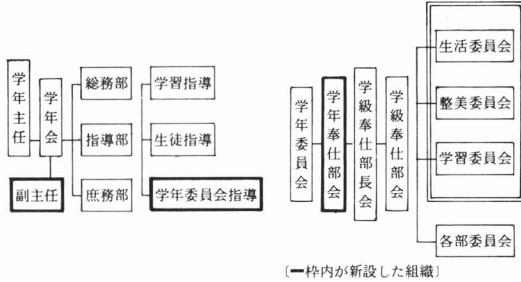 学年主任
学年会
副主任
総務部
指導部
庶務部
学習指導
生徒指導
学年委員会指導
学年委員会
学年奉仕部会
学級奉仕部長会
学級奉仕部会
生活委員会
整美委員会
学習委員会
各部委員会
〔━枠内が新設した組織〕